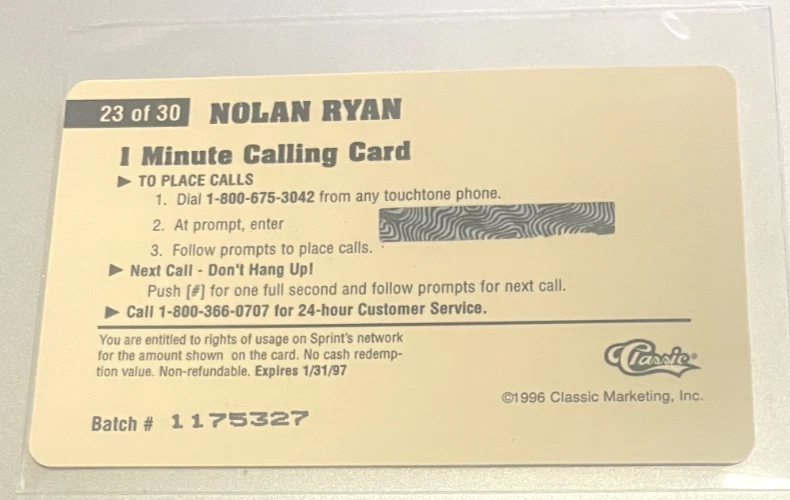 23 of 30 NOLAN RYAN
1 Minute Calling Card
▶ TO PLACE CALLS
1. Dial 1-800-675-3042 from any touchtone phone.
2. At prompt, enter
3. Follow prompts to place calls.
▶ Next Call - Don't Hang Up!
Push [#] for one full second and follow prompts for next call.
▶ Call 1-800-366-0707 for 24-hour Customer Service.
You are entitled to rights of usage on Sprint's network
for the amount shown on the card. No cash redemp-
tion value. Non-refundable. Expires 1/31/97
Classic®
©1996 Classic Marketing, Inc.
Batch # 1175327